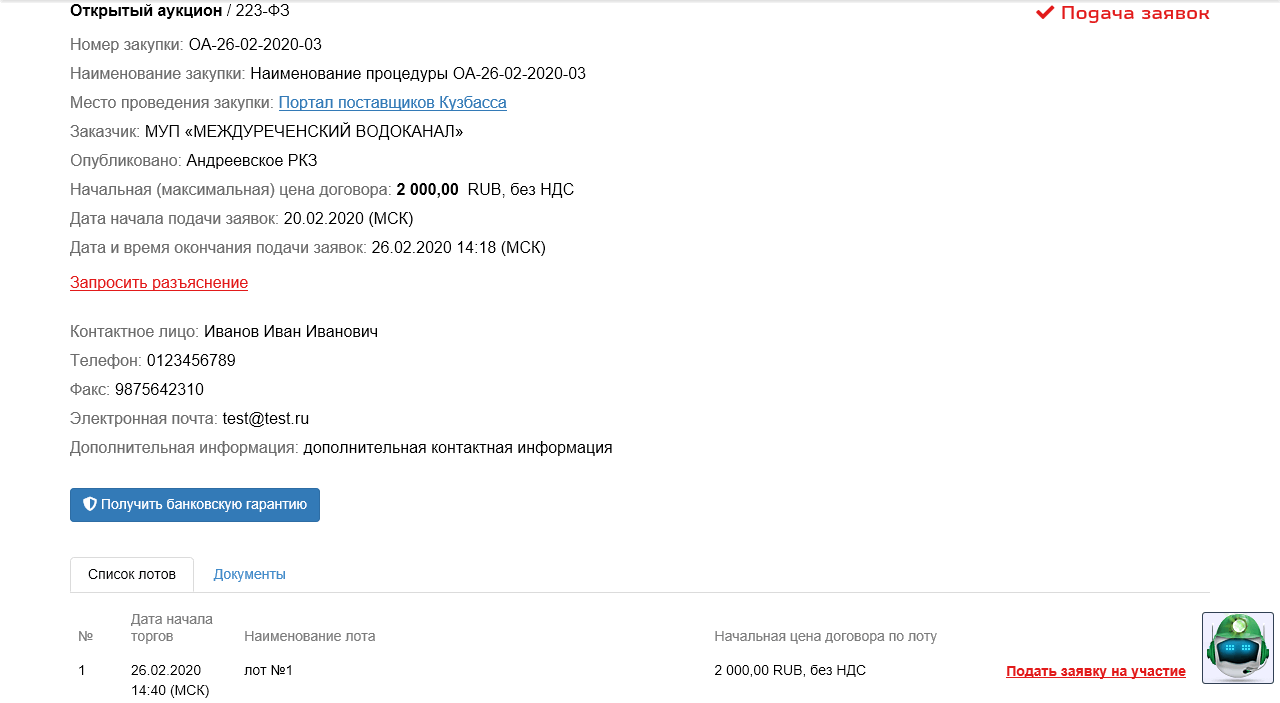 Открытый аукцион / 223-ФЗ
Подача заявок
Номер закупки: ОА-26-02-2020-03
Наименование закупки: Наименование процедуры ОА-26-02-2020-03
Место проведения закупки: Портал поставщиков Кузбасса
Заказчик: МУП «МЕЖДУРЕЧЕНСКИЙ ВОДОКАНАЛ»
Опубликовано: Андреевское РКЗ
Начальная (максимальная) цена договора: 2 000,00 RUB, без НДС
Дата начала подачи заявок: 20.02.2020 (МСК)
Дата и время окончания подачи заявок: 26.02.2020 14:18 (МСК)
Запросить разъяснение
Контактное лицо: Иванов Иван Иванович
Телефон: 0123456789
Факс: 9875642310
Электронная почта: test@test.ru
Дополнительная информация: дополнительная контактная информация
Получить банковскую гарантию
Список лотов Документы
№ Дата начала торгов Наименование лота Начальная цена договора по лоту
1 26.02.2020 14:40 (МСК) лот №1 2 000,00 RUB, без НДС Подать заявку на участие